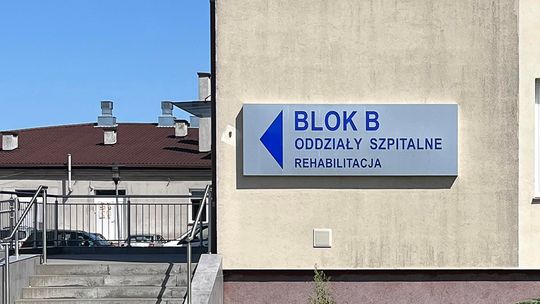 BLOK B
ODDZIAŁY SZPITALNE
REHABILITACJA